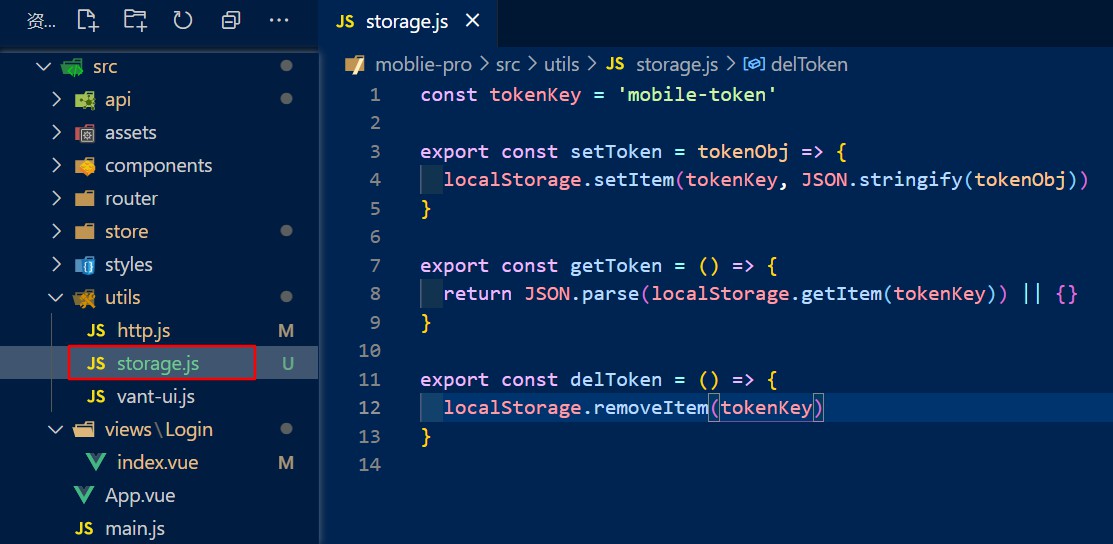 资...
JS storage.js
src
api
assets
components
router
store
styles
utils
JS http.js M
JS storage.js U
JS vant-ui.js
views\Login
index.vue M
App.vue
JS main.js
moblie-pro > src > utils > JS storage.js > delToken
1 const tokenKey = 'mobile-token'
2
3 export const setToken = tokenObj => {
4 localStorage.setItem(tokenKey, JSON.stringify(tokenObj))
5 }
6
7 export const getToken = () => {
8 return JSON.parse(localStorage.getItem(tokenKey)) || {}
9 }
10
11 export const delToken = () => {
12 localStorage.removeItem(tokenKey)
13 }
14